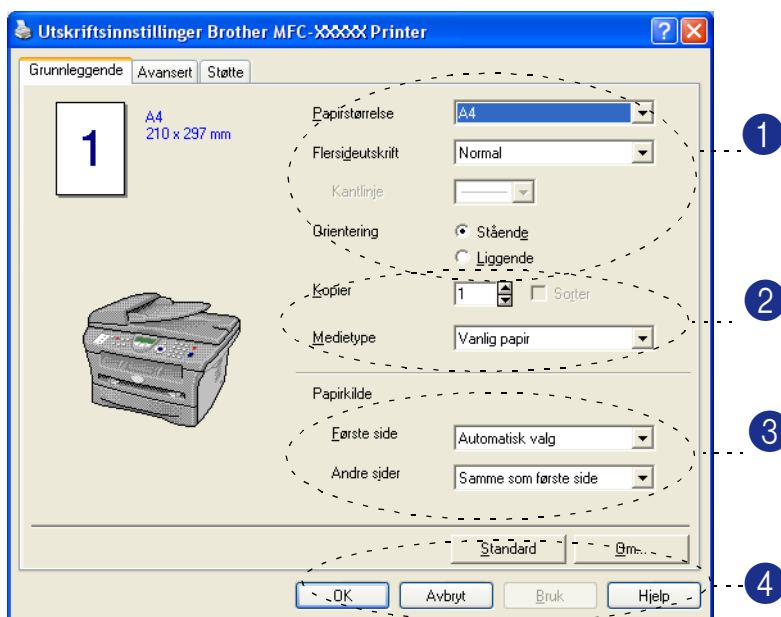 Utskriftsinnstillinger Brother MFC-XXXXX Printer
Grunnleggende Avansert Støtte
1
A4
210 x 297 mm
Papirstørrelse A4
Flersideutskrift Normal
Kantlinje
Orientering Stående
Liggende
1
Kopier 1 Sorter
2
Medietype Vanlig papir
Papirkilde
Første side Automatisk valg
3
Andre sider Samme som første side
Standard Om...
OK Avbryt Bruk Hjelp
4